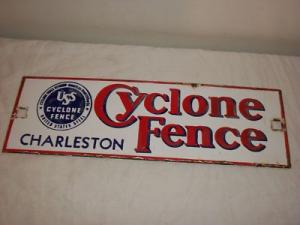 USS
CYCLONE
FENCE
UNITED STATES STEEL
CHARLESTON
Cyclone
Fence